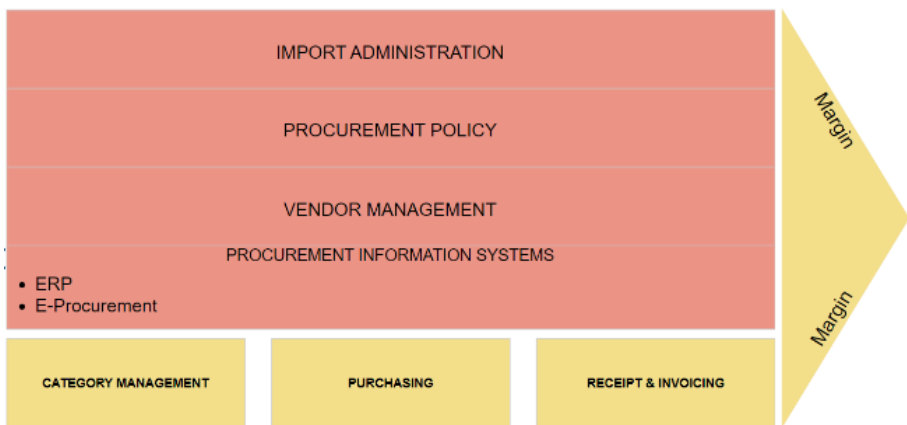 IMPORT ADMINISTRATION
PROCUREMENT POLICY
VENDOR MANAGEMENT
PROCUREMENT INFORMATION SYSTEMS
• ERP
• E-Procurement
Margin
Margin
CATEGORY MANAGEMENT
PURCHASING
RECEIPT & INVOICING